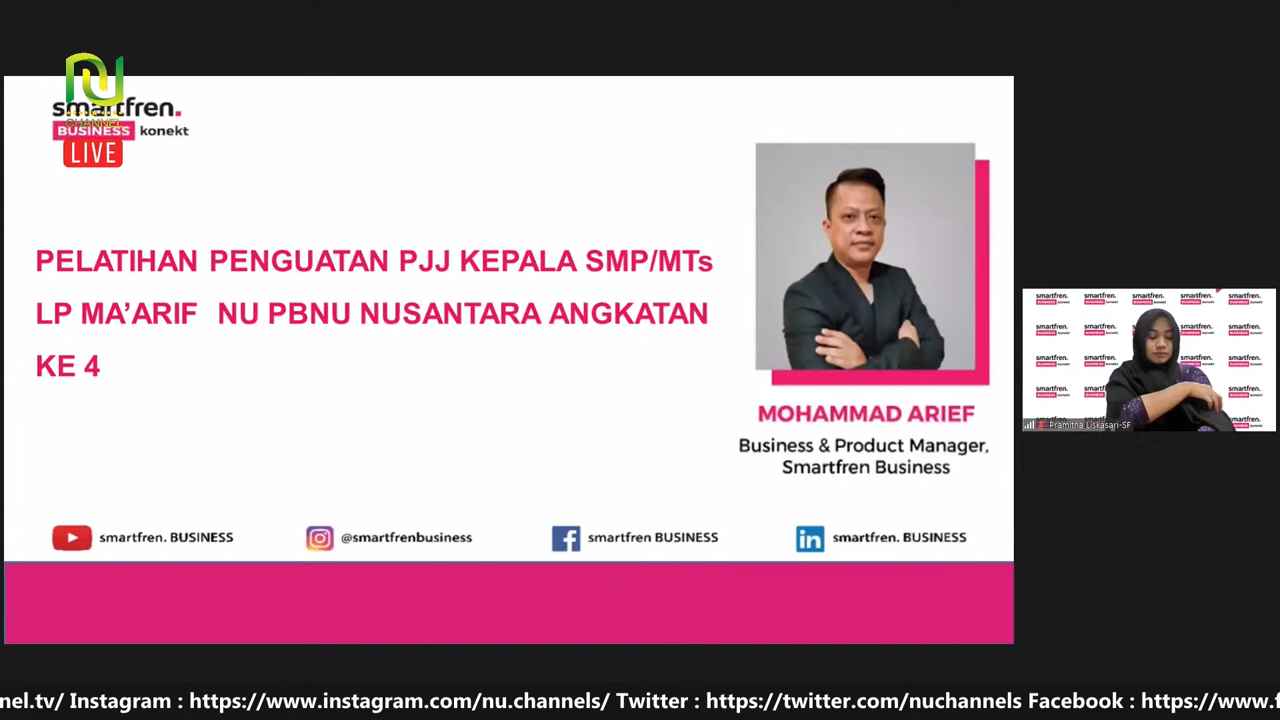 smartfren.
BUSINESS konekt
CHANNEL
LIVE
PELATIHAN PENGUATAN PJJ KEPALA SMP/MTs
LP MA’ARIF NU PBNU NUSANTARA ANGKATAN
KE 4
MOHAMMAD ARIEF
Business & Product Manager,
Smartfren Business
smartfren. BUSINESS
@smartfrenbusiness
smartfren BUSINESS
smartfren. BUSINESS
Pramitha Liskasari-SF
nel.tv/ Instagram : https://www.instagram.com/nu.channels/ Twitter : https://twitter.com/nuchannels Facebook : https://www.f